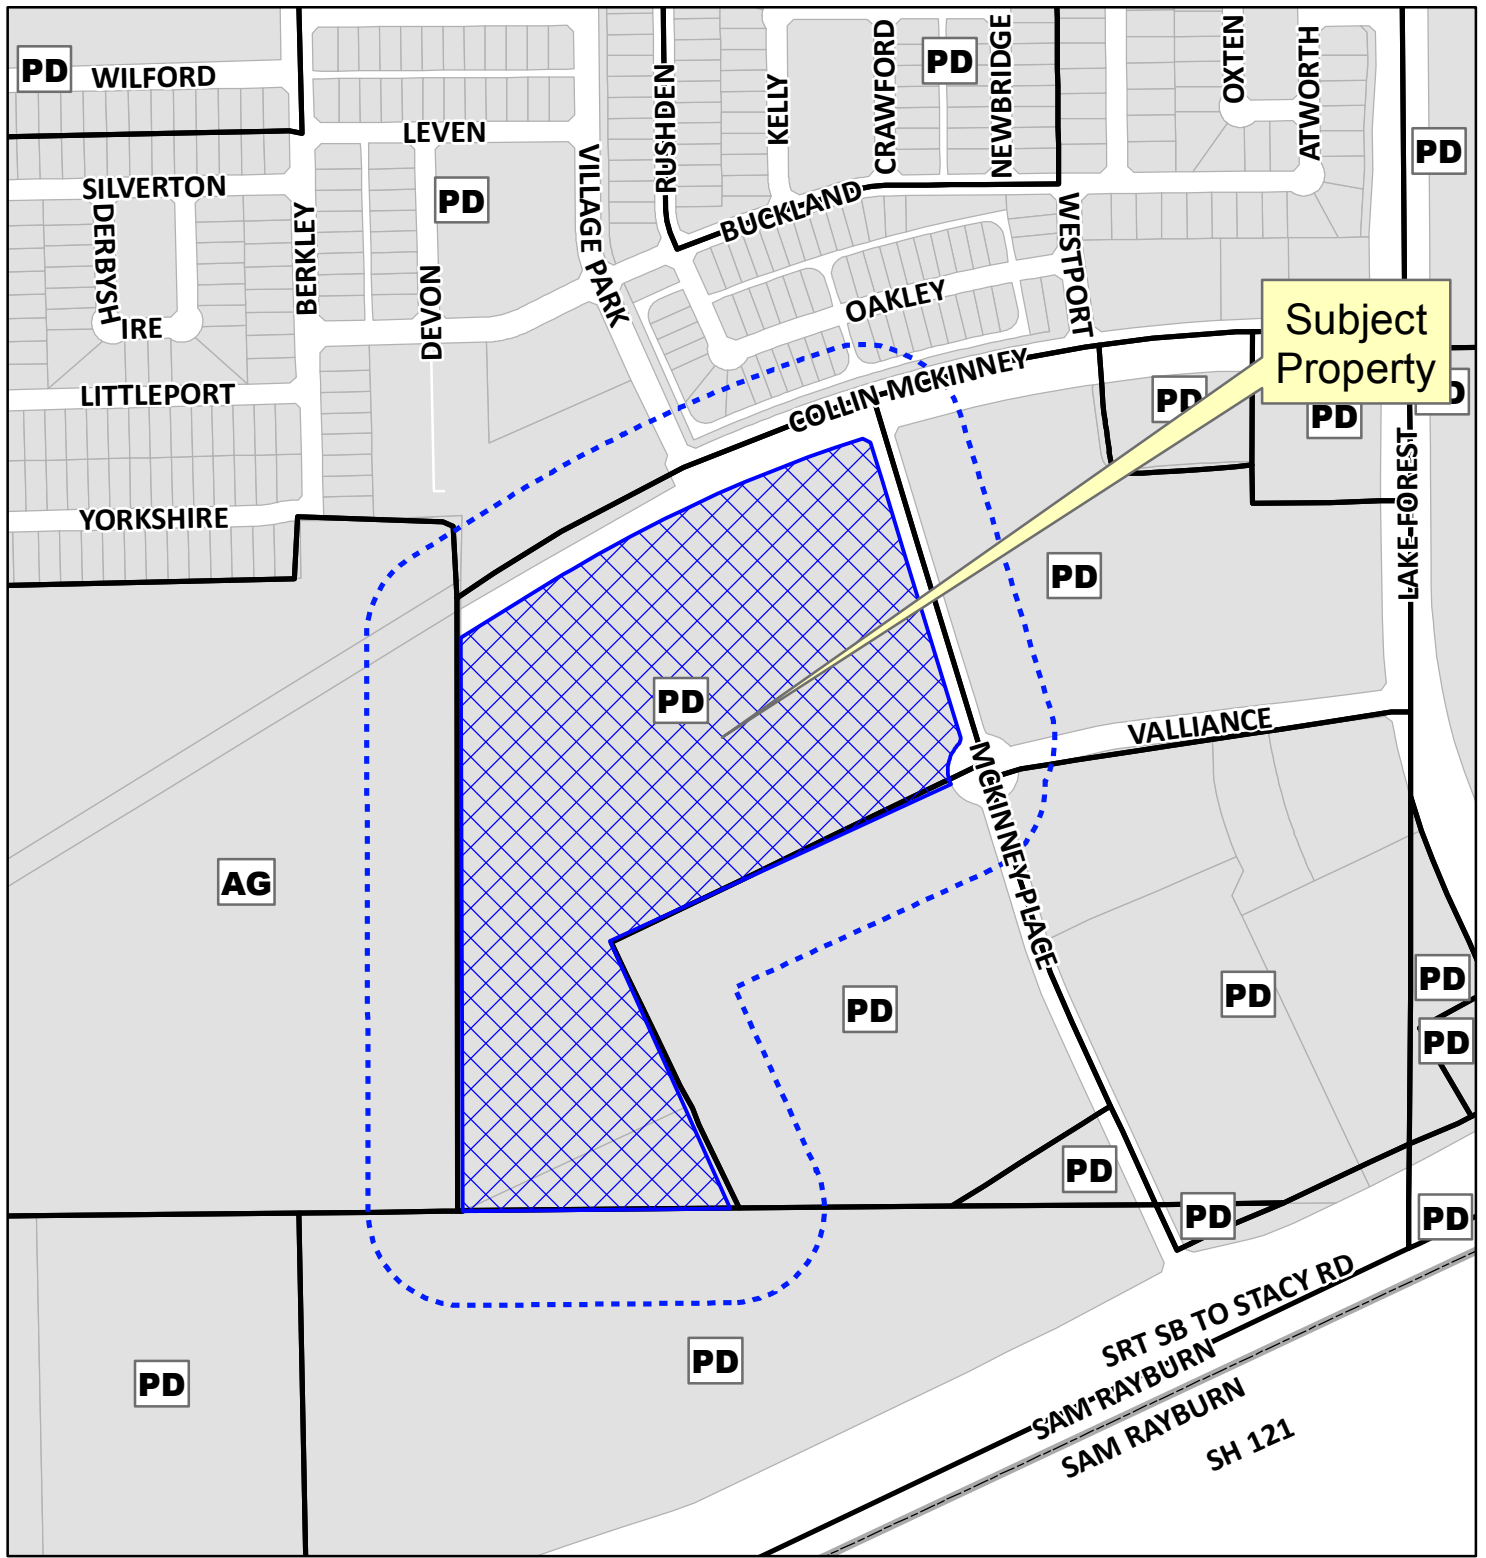 PD
WILFORD
LEVEN
SILVERTON
DERBYSH
IRE
BERKLEY
DEVON
PD
LITTLEPORT
YORKSHIRE
VILLAGE PARK
RUSHDEN
KELLY
CRAWFORD
PD
NEWBRIDGE
BUCKLAND
OAKLEY
WESTPORT
OXTEN
ATWORTH
PD
Subject
Property
COLLIN MCKINNEY
PD
PD
LAKE FOREST
PD
PD
VALLIANCE
MCKINNEY PLACE
AG
PD
PD
PD
PD
PD
PD
PD
PD
PD
SRT SB TO STACY RD
SAM RAYBURN
SAM RAYBURN
SH 121